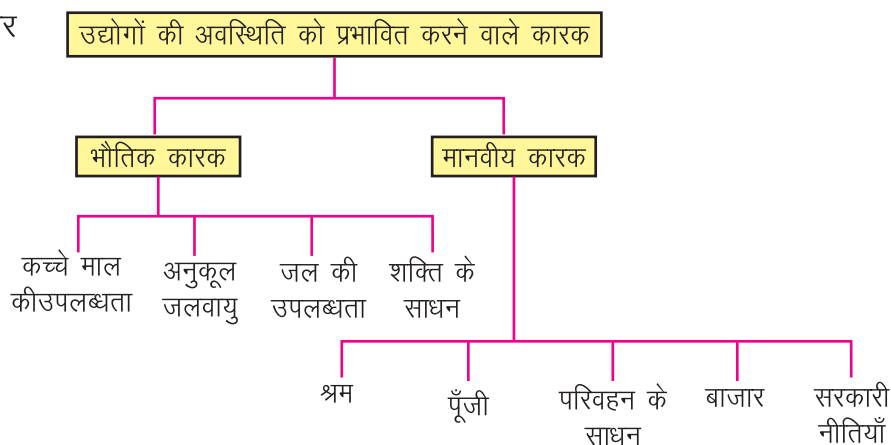 र
उद्योगों की अवस्थिति को प्रभावित करने वाले कारक
भौतिक कारक
मानवीय कारक
कच्चे माल
कीउपलब्धता
अनुकूल
जलवायु
जल की
उपलब्धता
शक्ति के
साधन
श्रम
पूँजी
परिवहन के
साधन
बाजार
सरकारी
नीतियाँ